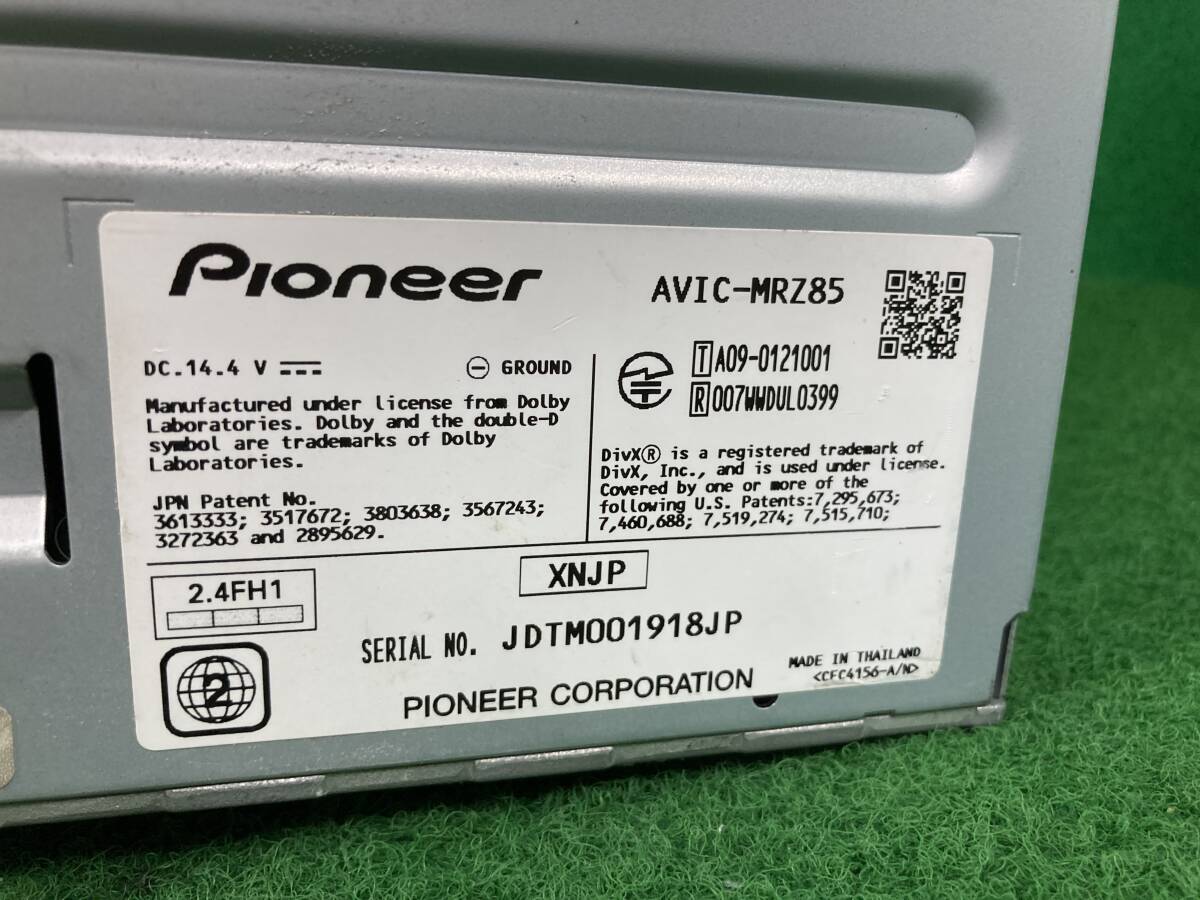 Pioneer
AVIC-MRZ85
DC.14.4 V
GROUND
Manufactured under license from Dolby
Laboratories. Dolby and the double-D
symbol are trademarks of Dolby
Laboratories.
JPN Patent No.
3613333; 3517672; 3803638; 3567243;
3272363 and 2895629.
T A09-0121001
R 007WWDUL0399
DivX® is a registered trademark of
DivX, Inc., and is used under license.
Covered by one or more of the
following U.S. Patents:7,295,673;
7,460,688; 7,519,274; 7,515,710;
2.4FH1
XNJP
SERIAL NO. JDTM001918JP
2
PIONEER CORPORATION
MADE IN THAILAND
<CFC4156-A/N>